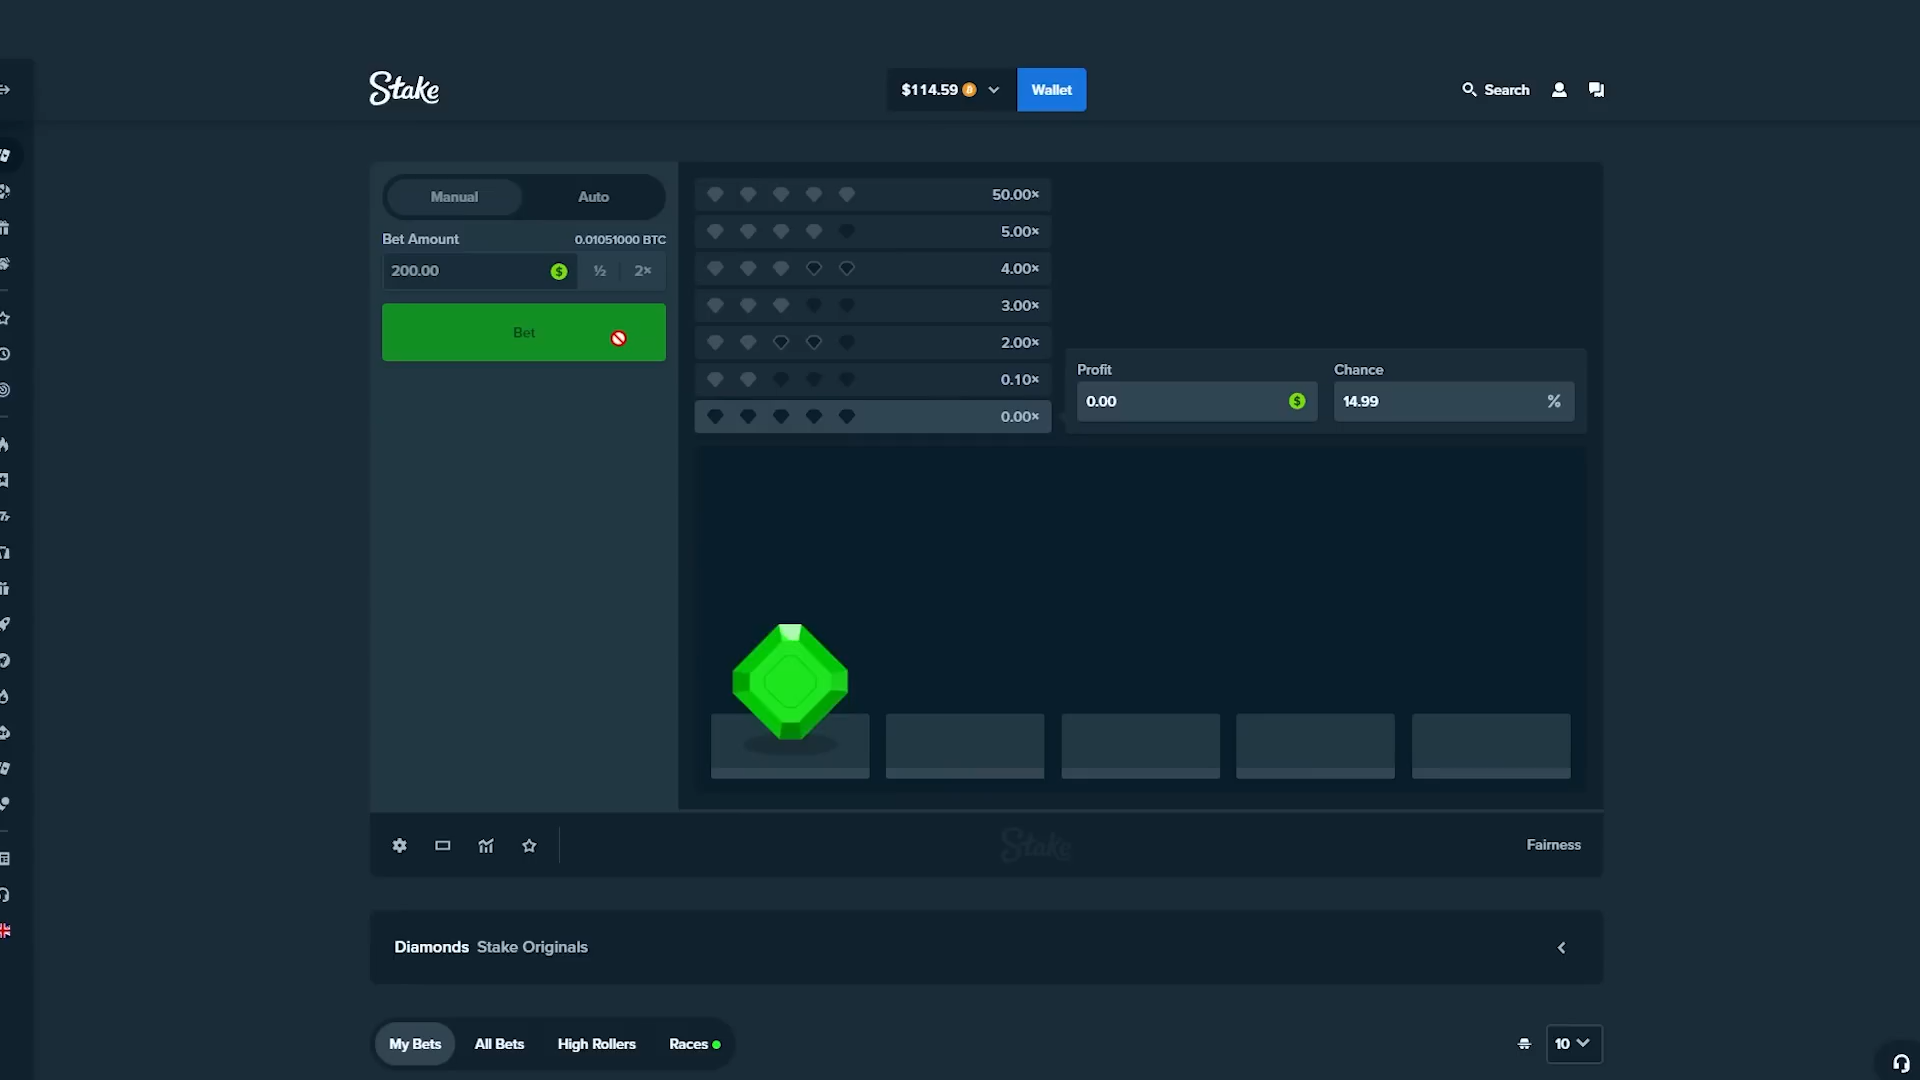 Stake
$114.59
Wallet
Search
Manual
Auto
Bet Amount
0.01051000 BTC
200.00
$
½
2×
Bet
50.00×
5.00×
4.00×
3.00×
2.00×
0.10×
0.00×
Profit
0.00
$
Chance
14.99
%
Stake
Fairness
Diamonds Stake Originals
My Bets
All Bets
High Rollers
Races
10